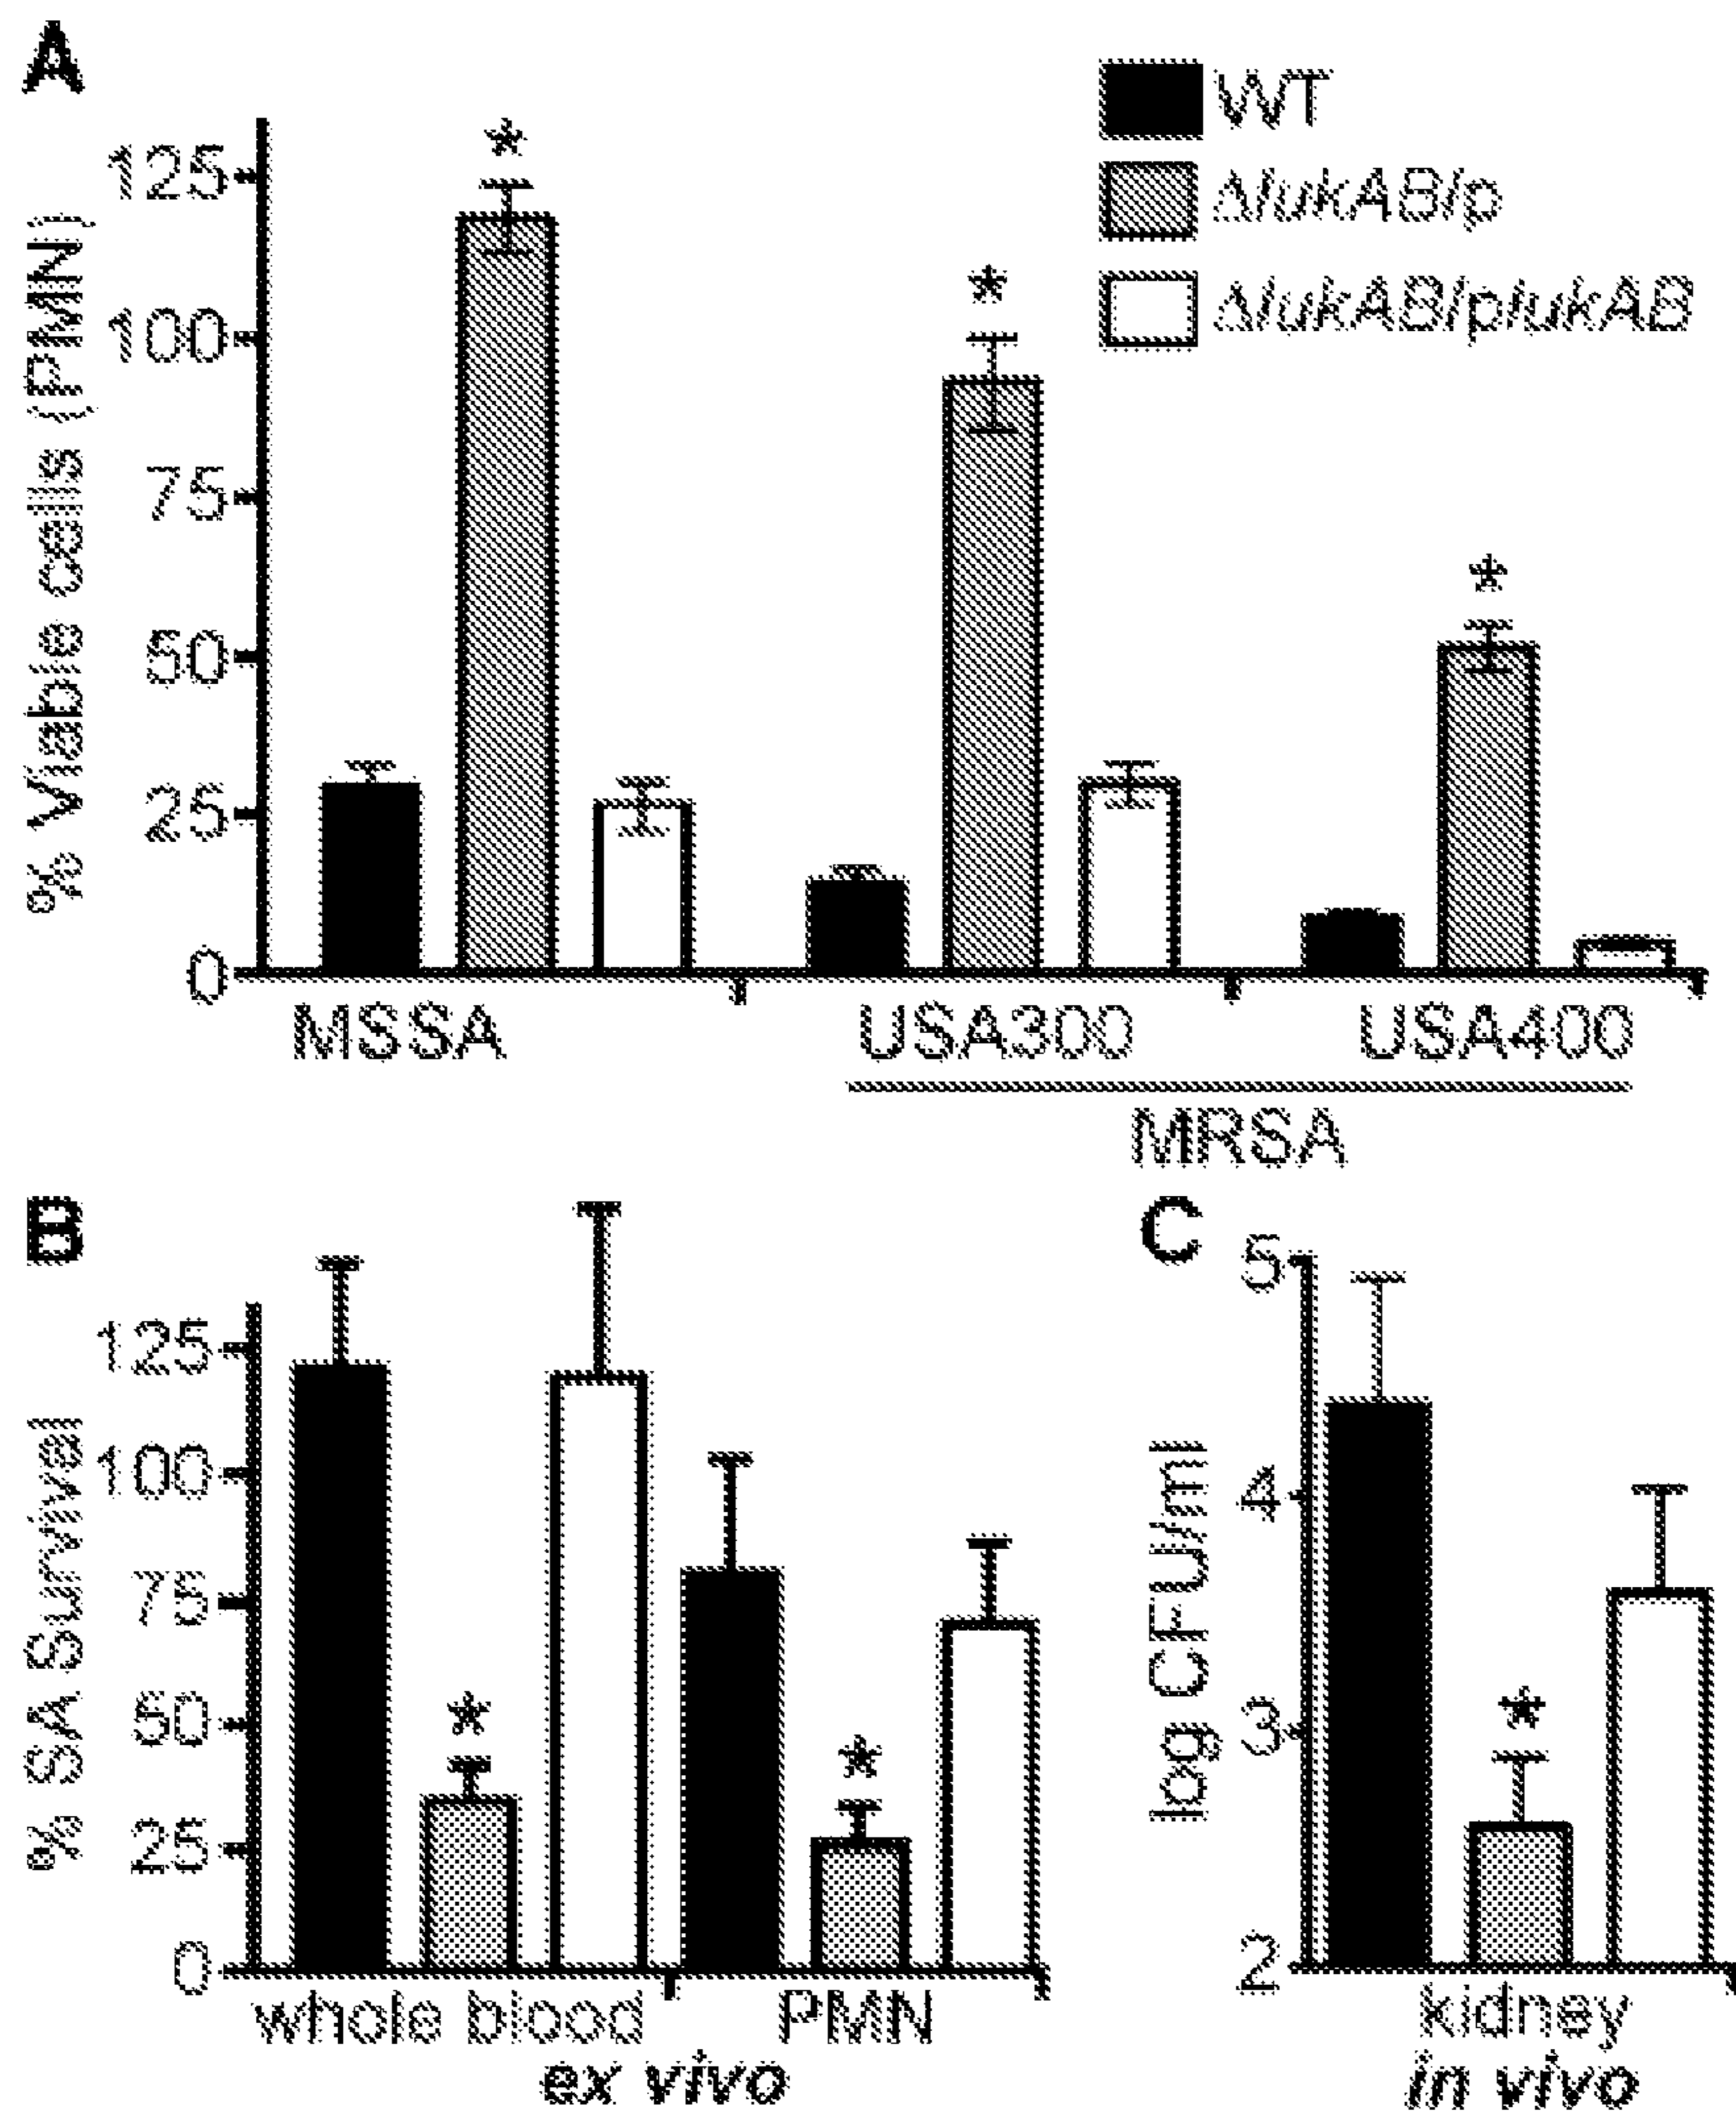 A
WT
ΔlukAB/p
ΔlukAB/plukAB
*
*
*
125
100
75
50
25
0
% Viabile cells (PMN)
MSSA
USA300
USA400
MRSA
B
125
100
75
50
25
0
% SA Survivel
*
*
whole blood
PMN
ex vivo
C
5
4
3
2
log CFU/ml
*
kidney
in vivo